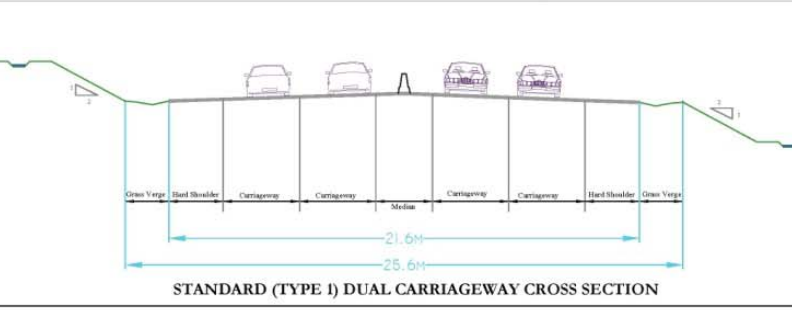 1
2
2
1
Grass Verge Hard Shoulder Carriageway Carriageway Median Carriageway Carriageway Hard Shoulder Grass Verge
21.6M
25.6M
STANDARD (TYPE 1) DUAL CARRIAGEWAY CROSS SECTION